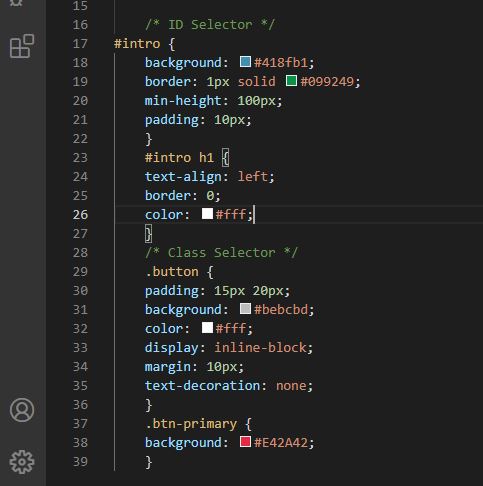 15
16 /* ID Selector */
17 #intro {
18 background: #418fb1;
19 border: 1px solid #099249;
20 min-height: 100px;
21 padding: 10px;
22 }
23 #intro h1 {
24 text-align: left;
25 border: 0;
26 color: #fff;
27 }
28 /* Class Selector */
29 .button {
30 padding: 15px 20px;
31 background: #bebcbd;
32 color: #fff;
33 display: inline-block;
34 margin: 10px;
35 text-decoration: none;
36 }
37 .btn-primary {
38 background: #E42A42;
39 }